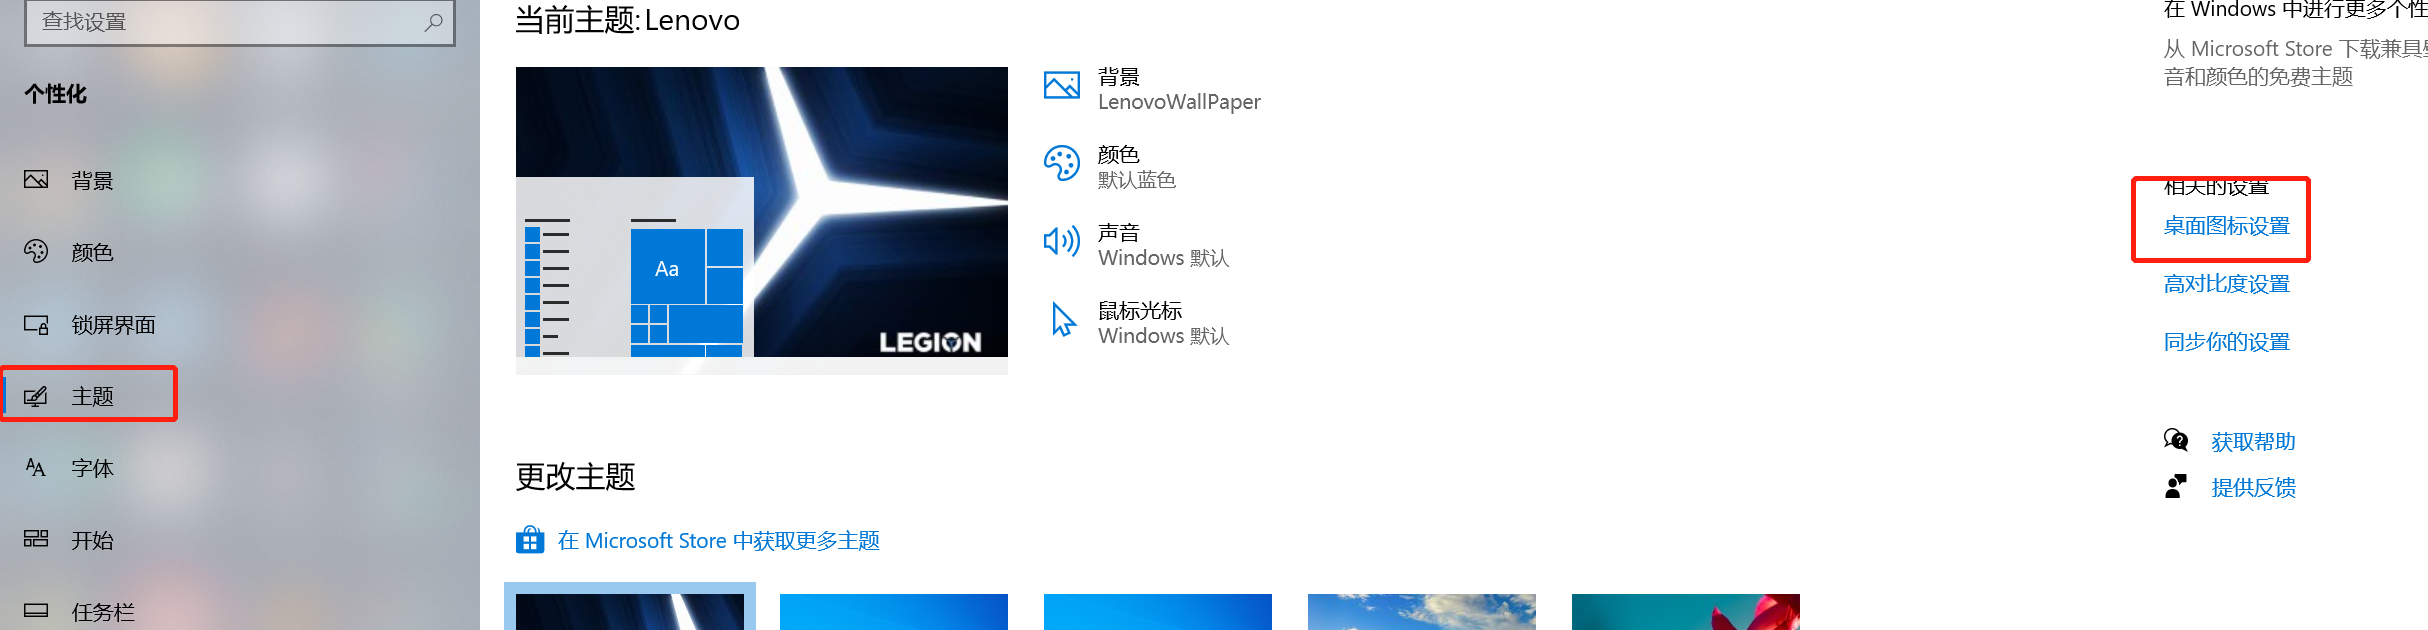 查找设置
个性化
背景
颜色
锁屏界面
主题
字体
开始
任务栏
当前主题: Lenovo
Aa
LEGION
背景
LenovoWallPaper
颜色
默认蓝色
声音
Windows 默认
鼠标光标
Windows 默认
更改主题
在 Microsoft Store 中获取更多主题
在 Windows 中进行更多个性
从 Microsoft Store 下载兼具
音和颜色的免费主题
相关的设置
桌面图标设置
高对比度设置
同步你的设置
获取帮助
提供反馈